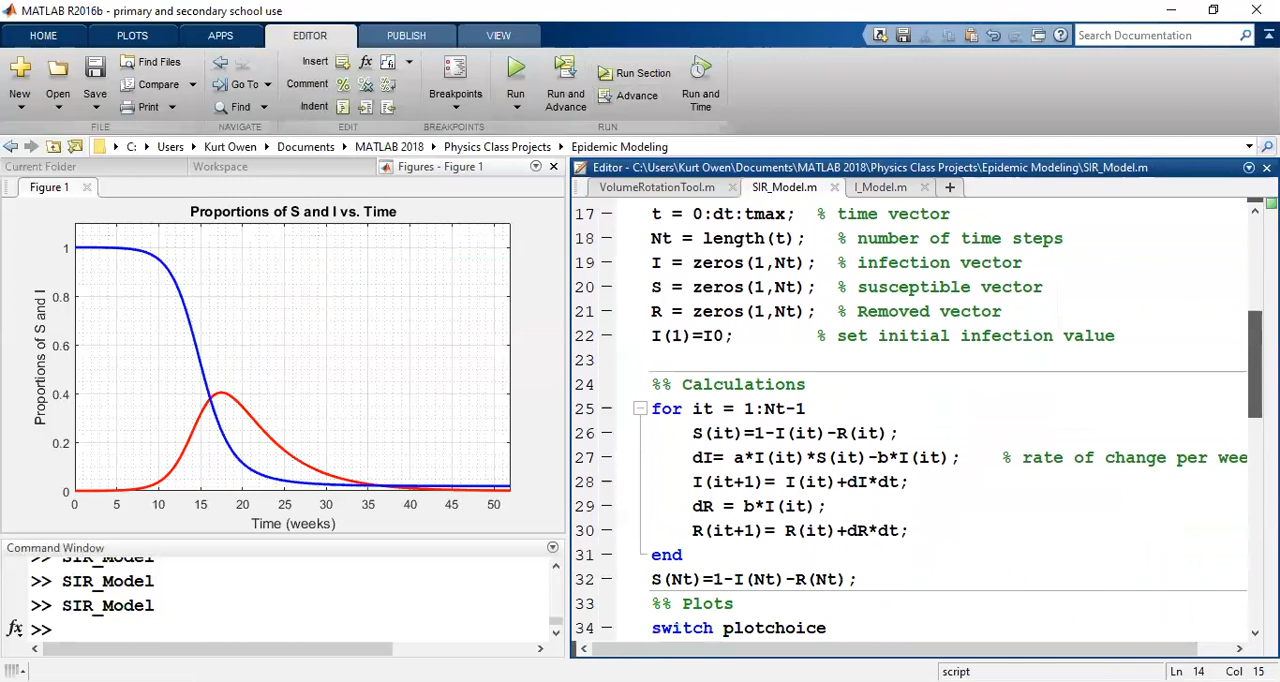 MATLAB R2016b - primary and secondary school use
HOME PLOTS APPS EDITOR PUBLISH VIEW
Search Documentation
New Open Save
Find Files
Compare
Print
Go To
Find
Insert fx
Comment
Indent
Breakpoints
Run
Run and Advance
Run Section
Advance
Run and Time
FILE NAVIGATE EDIT BREAKPOINTS RUN
C: Users Kurt Owen Documents MATLAB 2018 Physics Class Projects Epidemic Modeling
Current Folder Workspace Figures - Figure 1
Figure 1
Proportions of S and I vs. Time
Proportions of S and I
1
0.8
0.6
0.4
0.2
0
0 5 10 15 20 25 30 35 40 45 50
Time (weeks)
Command Window
>> SIR_Model
>> SIR_Model
>> SIR_Model
fx >>
Editor - C:\Users\Kurt Owen\Documents\MATLAB 2018\Physics Class Projects\Epidemic Modeling\SIR_Model.m
VolumeRotationTool.m SIR_Model.m I_Model.m
17 t = 0:dt:tmax; % time vector
18 Nt = length(t); % number of time steps
19 I = zeros(1,Nt); % infection vector
20 S = zeros(1,Nt); % susceptible vector
21 R = zeros(1,Nt); % Removed vector
22 I(1)=I0; % set initial infection value
23
24 %% Calculations
25 for it = 1:Nt-1
26 S(it)=1-I(it)-R(it);
27 dI= a*I(it)*S(it)-b*I(it); % rate of change per wee
28 I(it+1)= I(it)+dI*dt;
29 dR = b*I(it);
30 R(it+1)= R(it)+dR*dt;
31 end
32 S(Nt)=1-I(Nt)-R(Nt);
33 %% Plots
34 switch plotchoice
script Ln 14 Col 15